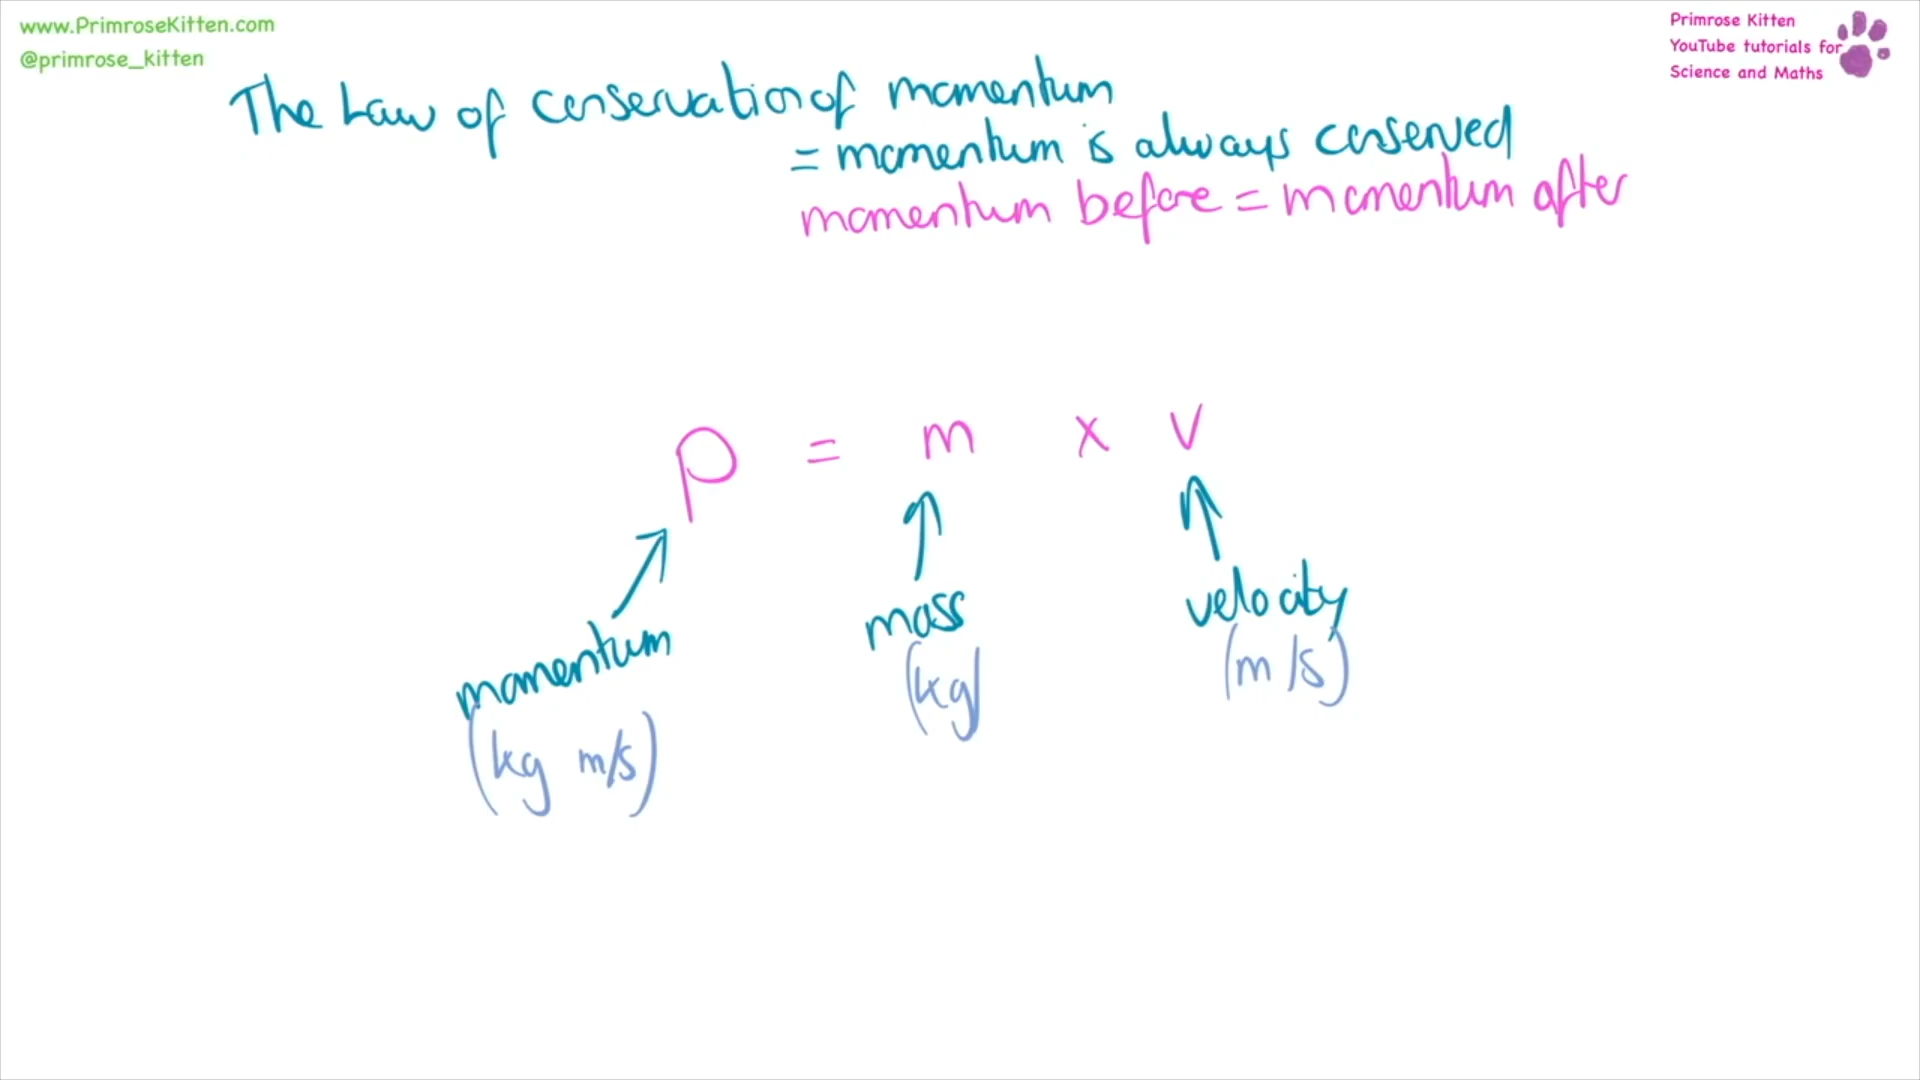 www.PrimroseKitten.com
@primrose_kitten
Primrose Kitten
YouTube tutorials for
Science and Maths
The Law of conservation of momentum
= momentum is always conserved
momentum before = momentum after
p = m x v
momentum mass velocity
(kg m/s) (kg) (m/s)